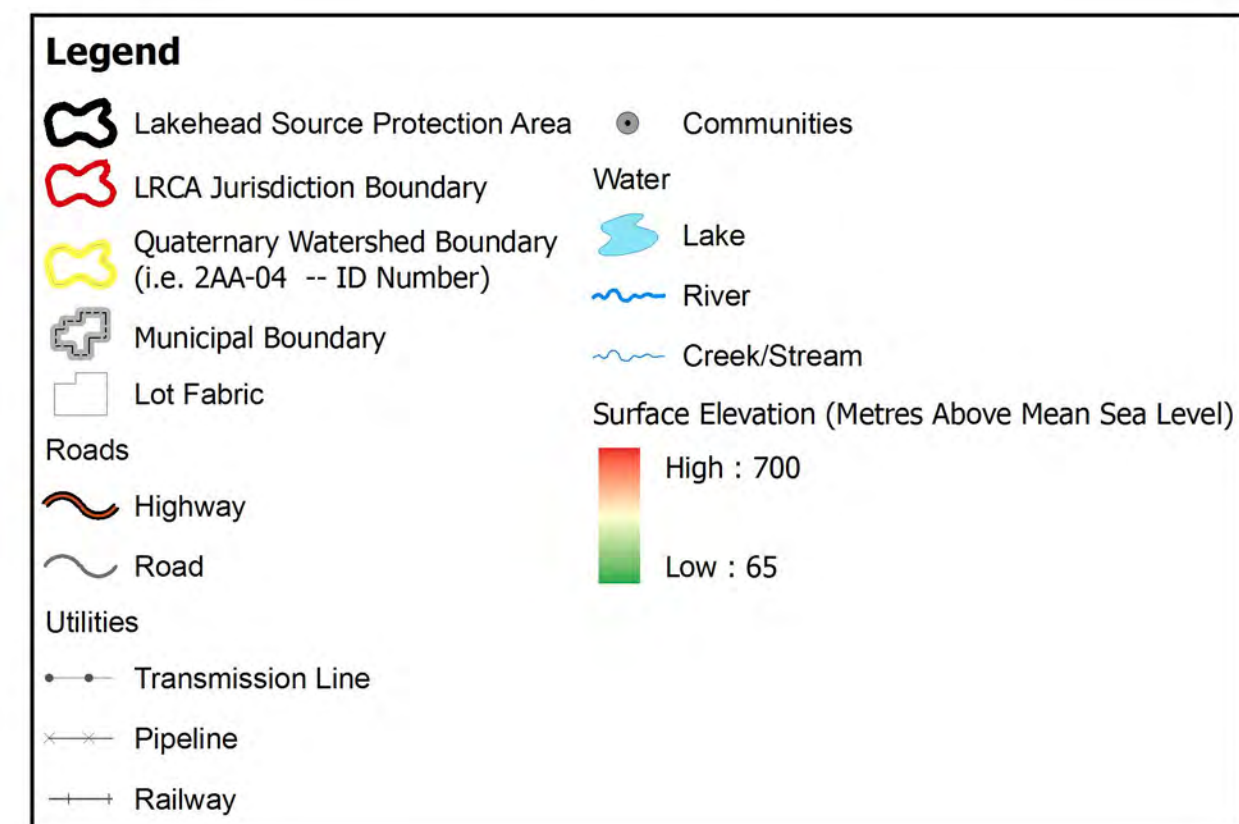 Legend
Lakehead Source Protection Area
LRCA Jurisdiction Boundary
Quaternary Watershed Boundary
(i.e. 2AA-04 -- ID Number)
Municipal Boundary
Lot Fabric
Roads
Highway
Road
Utilities
Transmission Line
Pipeline
Railway
Communities
Water
Lake
River
Creek/Stream
Surface Elevation (Metres Above Mean Sea Level)
High : 700
Low : 65